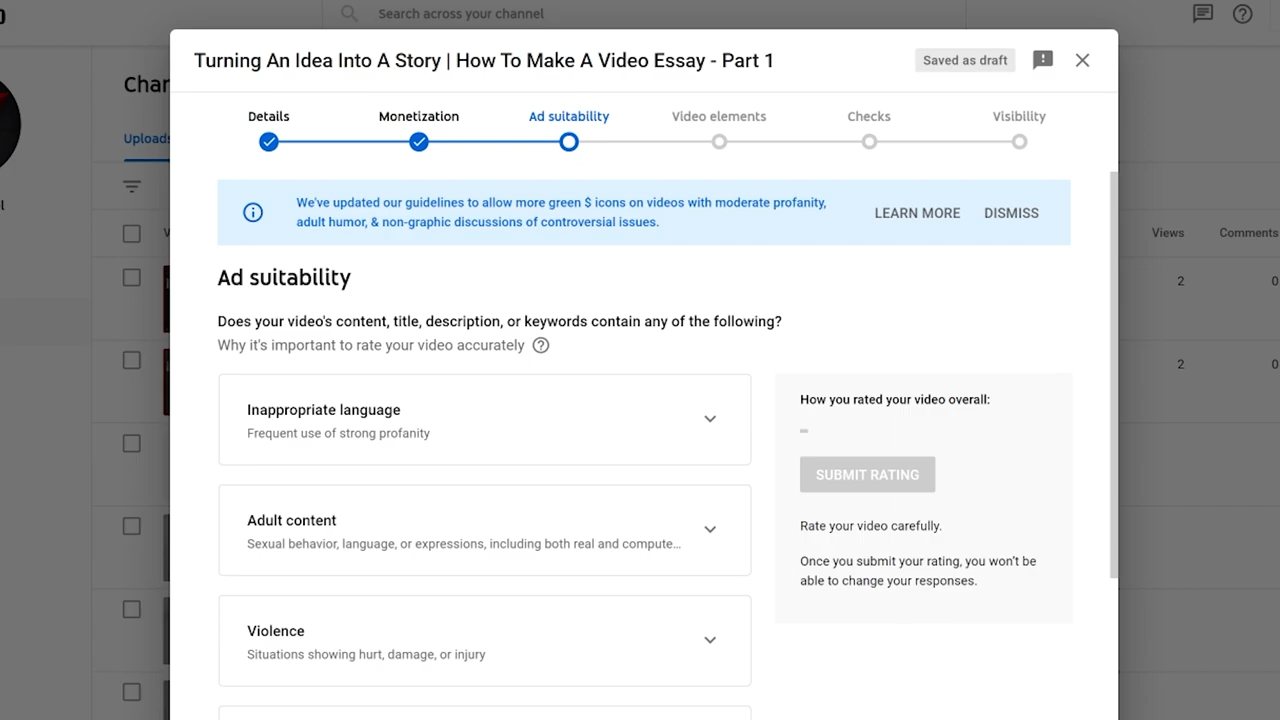 Search across your channel
Turning An Idea Into A Story | How To Make A Video Essay - Part 1
Saved as draft
Details
Monetization
Ad suitability
Video elements
Checks
Visibility
Uploads
We've updated our guidelines to allow more green $ icons on videos with moderate profanity,
adult humor, & non-graphic discussions of controversial issues.
LEARN MORE
DISMISS
Views
Comments
Ad suitability
2
0
Does your video's content, title, description, or keywords contain any of the following?
Why it's important to rate your video accurately
2
0
Inappropriate language
Frequent use of strong profanity
How you rated your video overall:
-
SUBMIT RATING
Rate your video carefully.
Once you submit your rating, you won't be
able to change your responses.
Adult content
Sexual behavior, language, or expressions, including both real and compute...
Violence
Situations showing hurt, damage, or injury